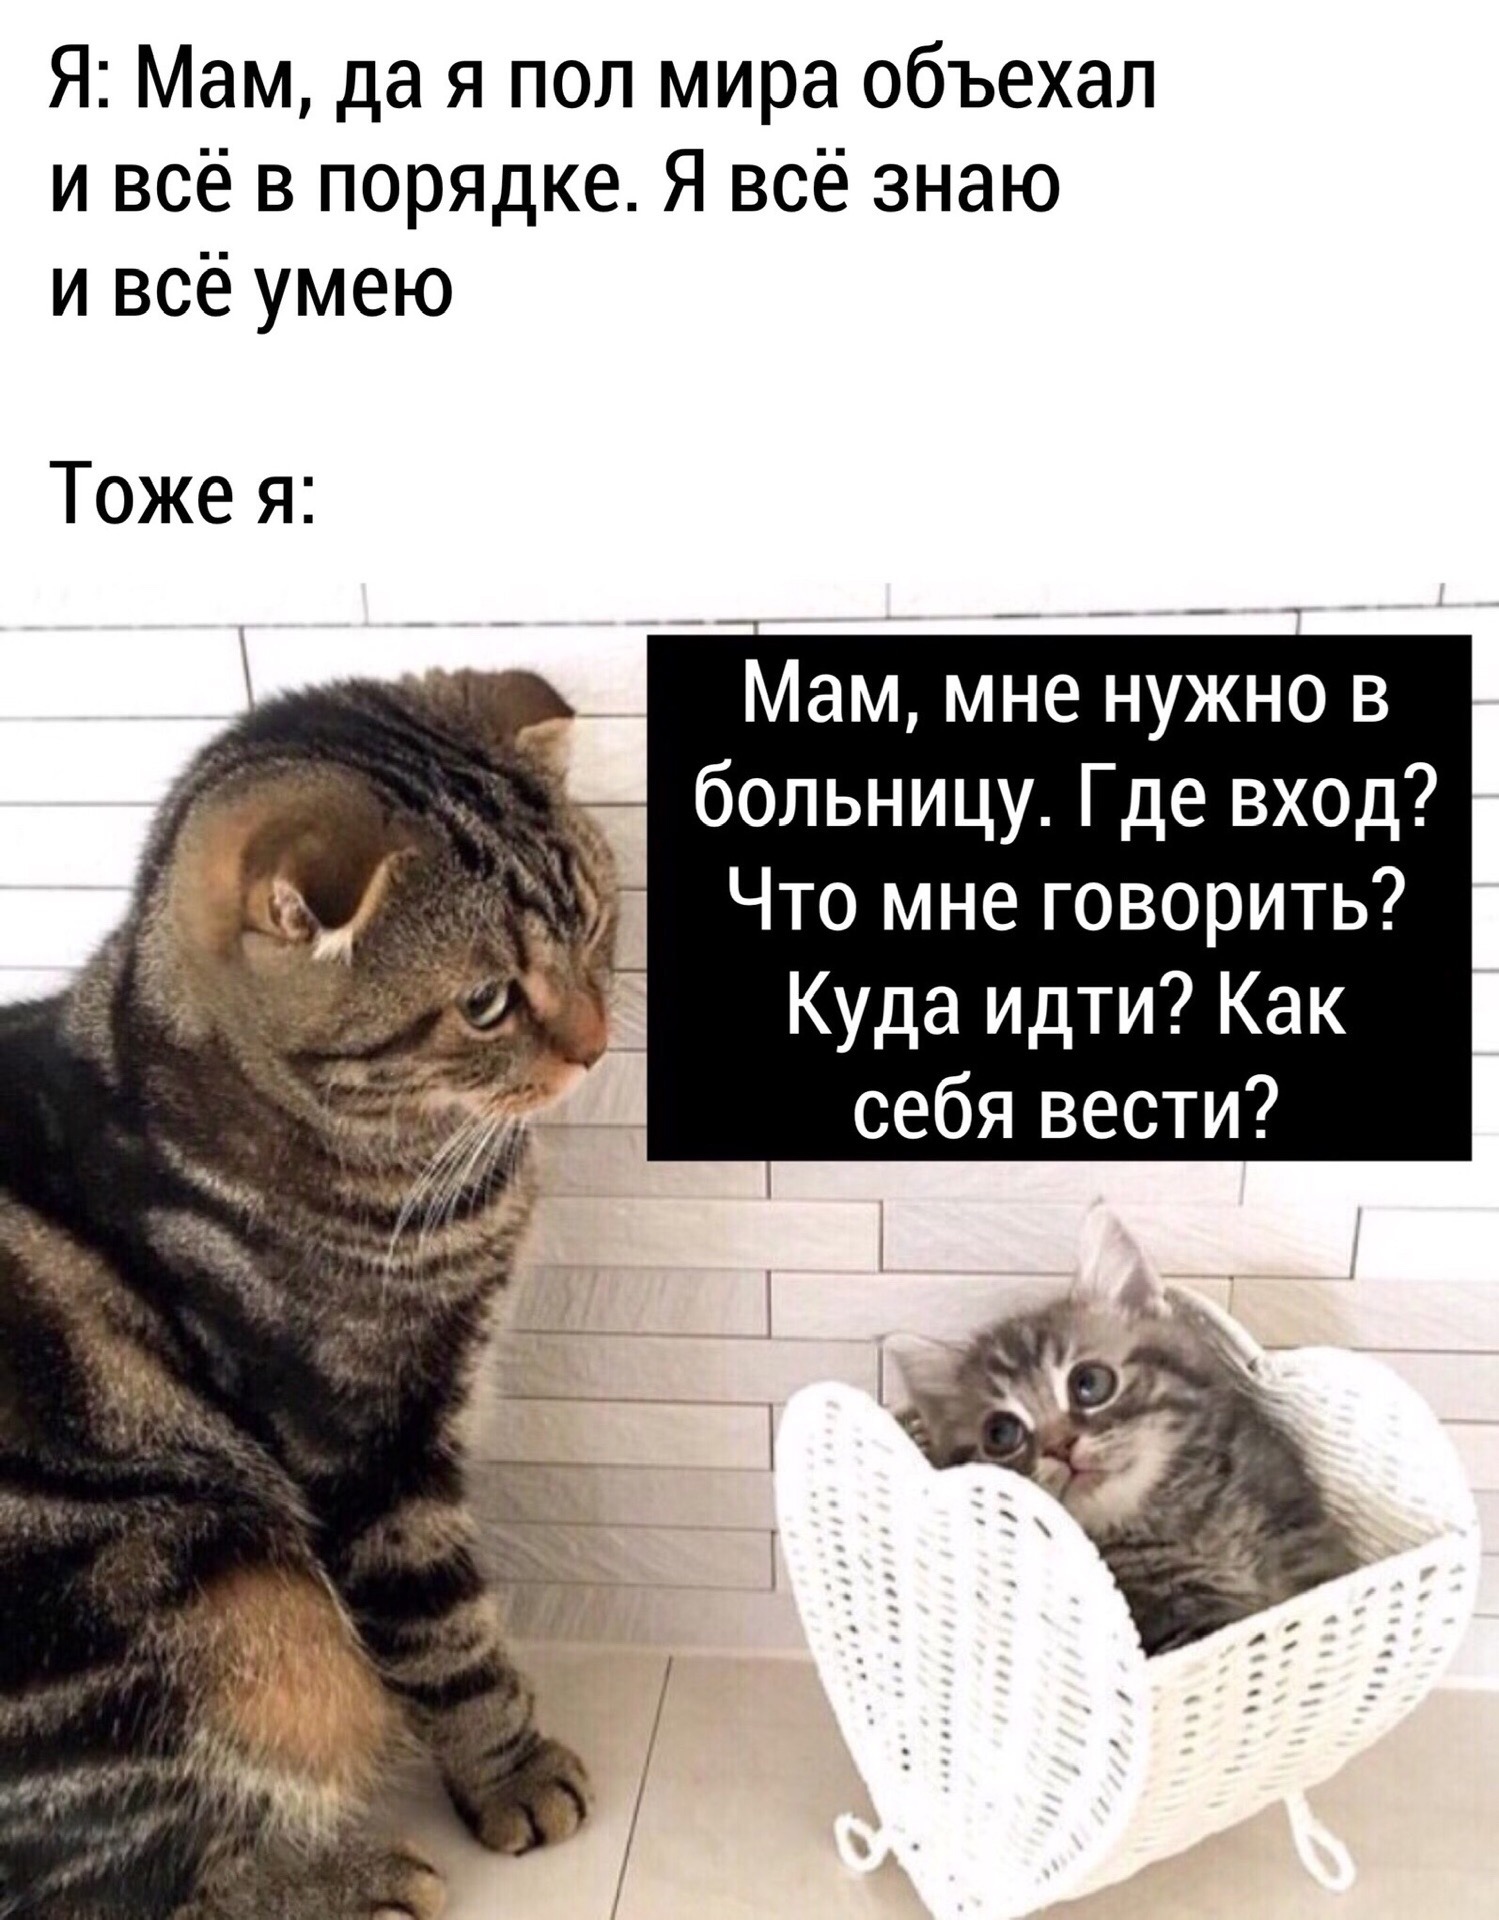 Я: Мам, да я пол мира объехал
и всё в порядке. Я всё знаю
и всё умею
Тоже я:
Мам, мне нужно в
больницу. Где вход?
Что мне говорить?
Куда идти? Как
себя вести?